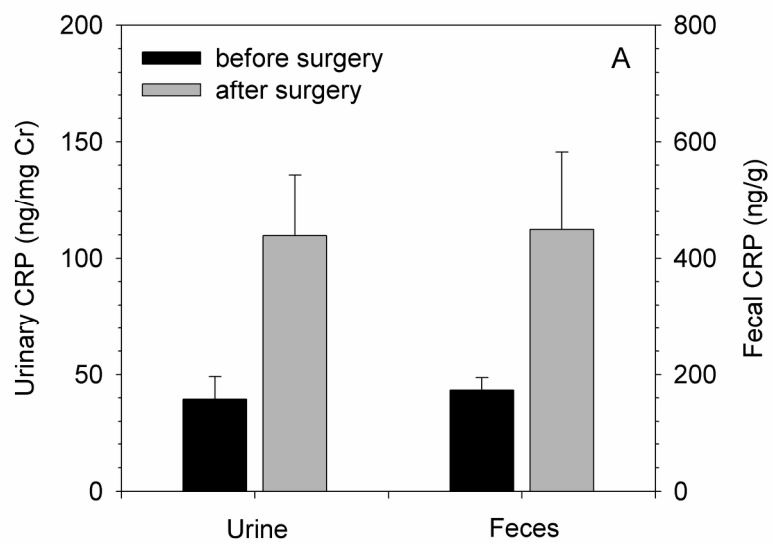 200
150
100
50
0
Urinary CRP (ng/mg Cr)
before surgery
after surgery
A
800
600
400
200
0
Fecal CRP (ng/g)
Urine
Feces